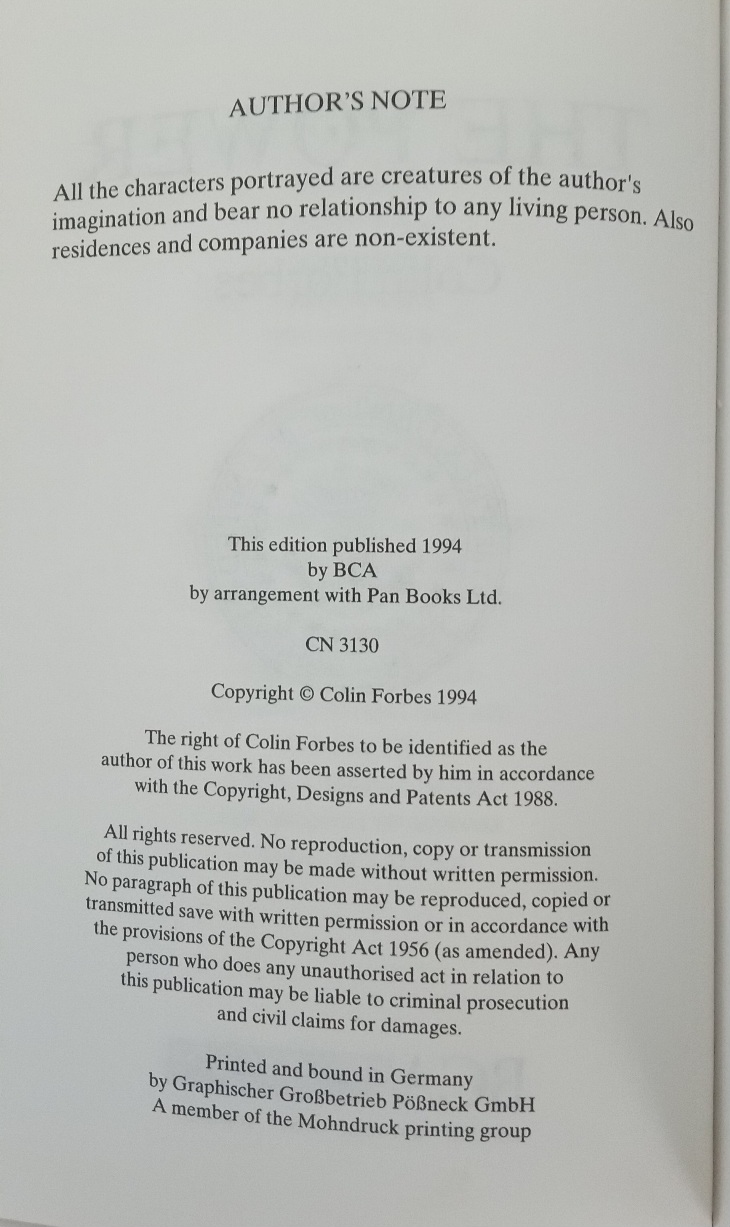 AUTHOR'S NOTE
All the characters portrayed are creatures of the author's
imagination and bear no relationship to any living person. Also
residences and companies are non-existent.
This edition published 1994
by BCA
by arrangement with Pan Books Ltd.
CN 3130
Copyright © Colin Forbes 1994
The right of Colin Forbes to be identified as the
author of this work has been asserted by him in accordance
with the Copyright, Designs and Patents Act 1988.
All rights reserved. No reproduction, copy or transmission
of this publication may be made without written permission.
No paragraph of this publication may be reproduced, copied or
transmitted save with written permission or in accordance with
the provisions of the Copyright Act 1956 (as amended). Any
person who does any unauthorised act in relation to
this publication may be liable to criminal prosecution
and civil claims for damages.
Printed and bound in Germany
by Graphischer Großbetrieb Pößneck GmbH
A member of the Mohndruck printing group